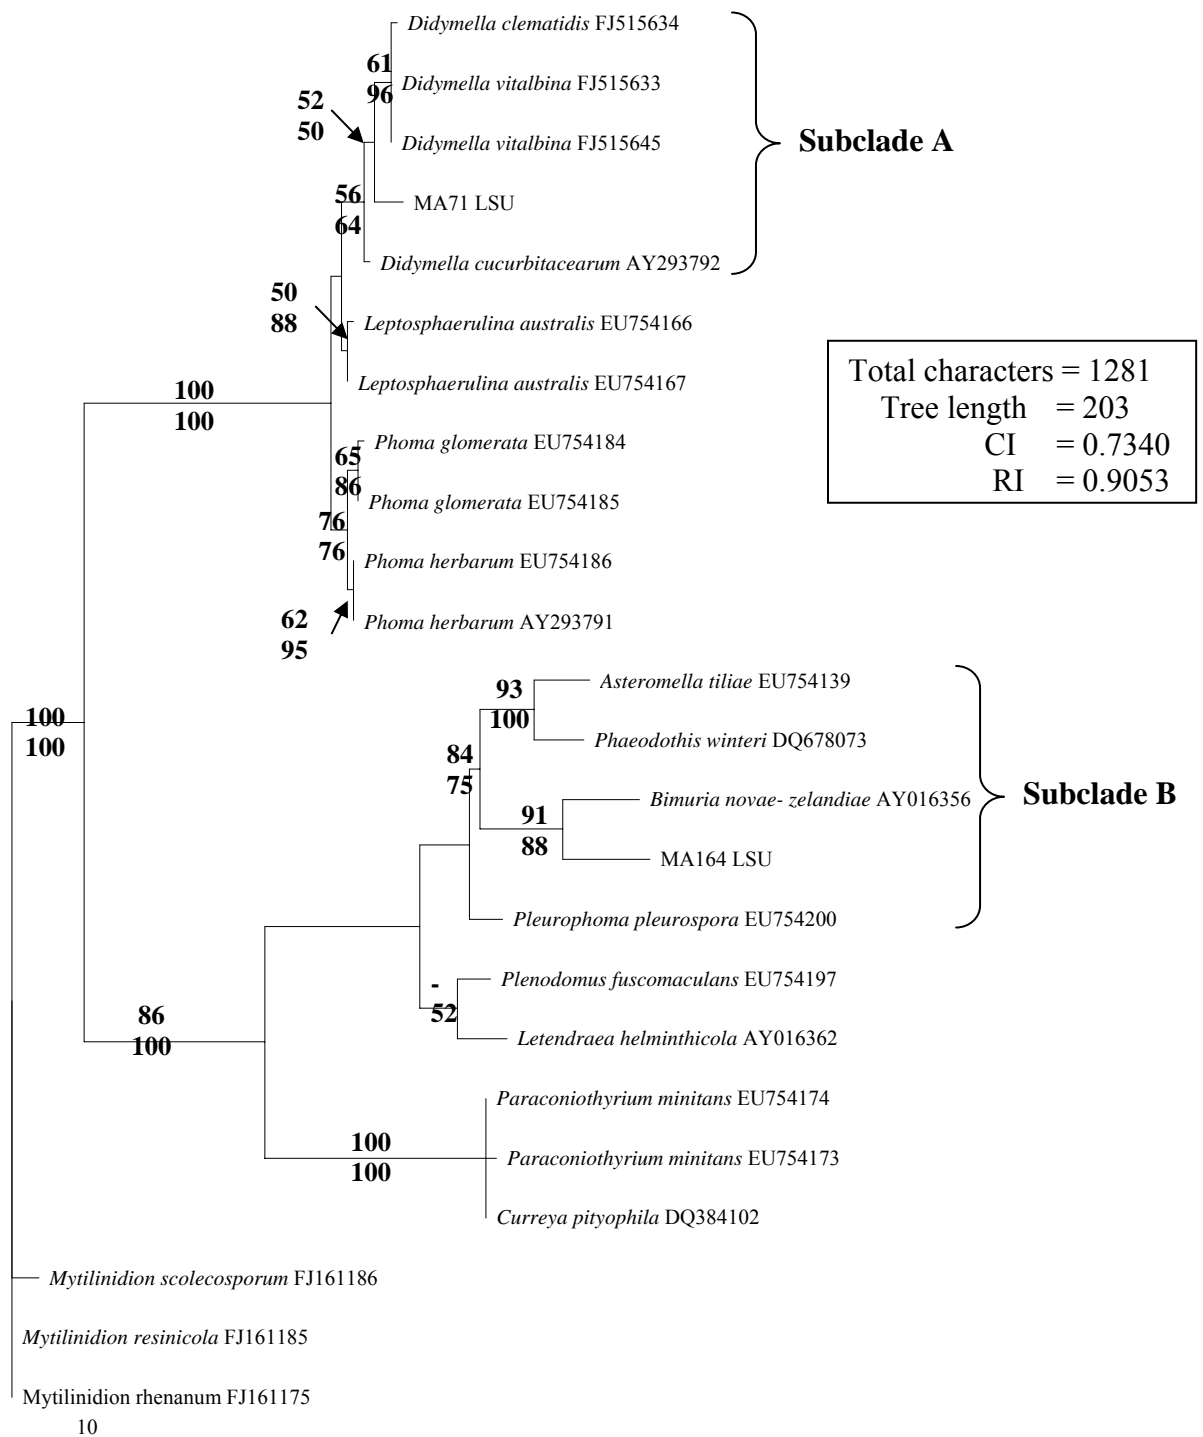 Didymella clematidis FJ515634
61
96
Didymella vitalbina FJ515633
52
50
Didymella vitalbina FJ515645
Subclade A
56
64
MA71 LSU
Didymella cucurbitacearum AY293792
50
88
Leptosphaerulina australis EU754166
Leptosphaerulina australis EU754167
Total characters = 1281
Tree length = 203
CI = 0.7340
RI = 0.9053
100
100
Phoma glomerata EU754184
65
86
Phoma glomerata EU754185
76
76
Phoma herbarum EU754186
62
95
Phoma herbarum AY293791
Asteromella tiliae EU754139
93
100
Phaeodothis winteri DQ678073
100
100
84
75
Bimuria novae- zelandiae AY016356
Subclade B
91
88
MA164 LSU
Pleurophoma pleurospora EU754200
Plenodomus fuscomaculans EU754197
-
52
Letendraea helminthicola AY016362
86
100
Paraconiothyrium minitans EU754174
100
100
Paraconiothyrium minitans EU754173
Curreya pityophila DQ384102
Mytilinidion scolecosporum FJ161186
Mytilinidion resinicola FJ161185
Mytilinidion rhenanum FJ161175
10